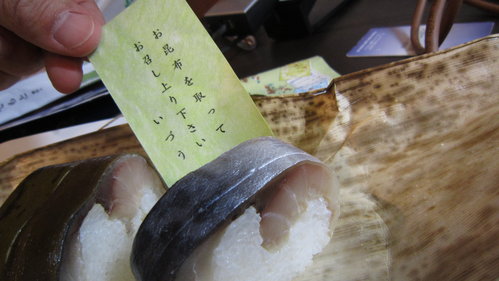 お昆布を取って
お召し上り下さい
いづう